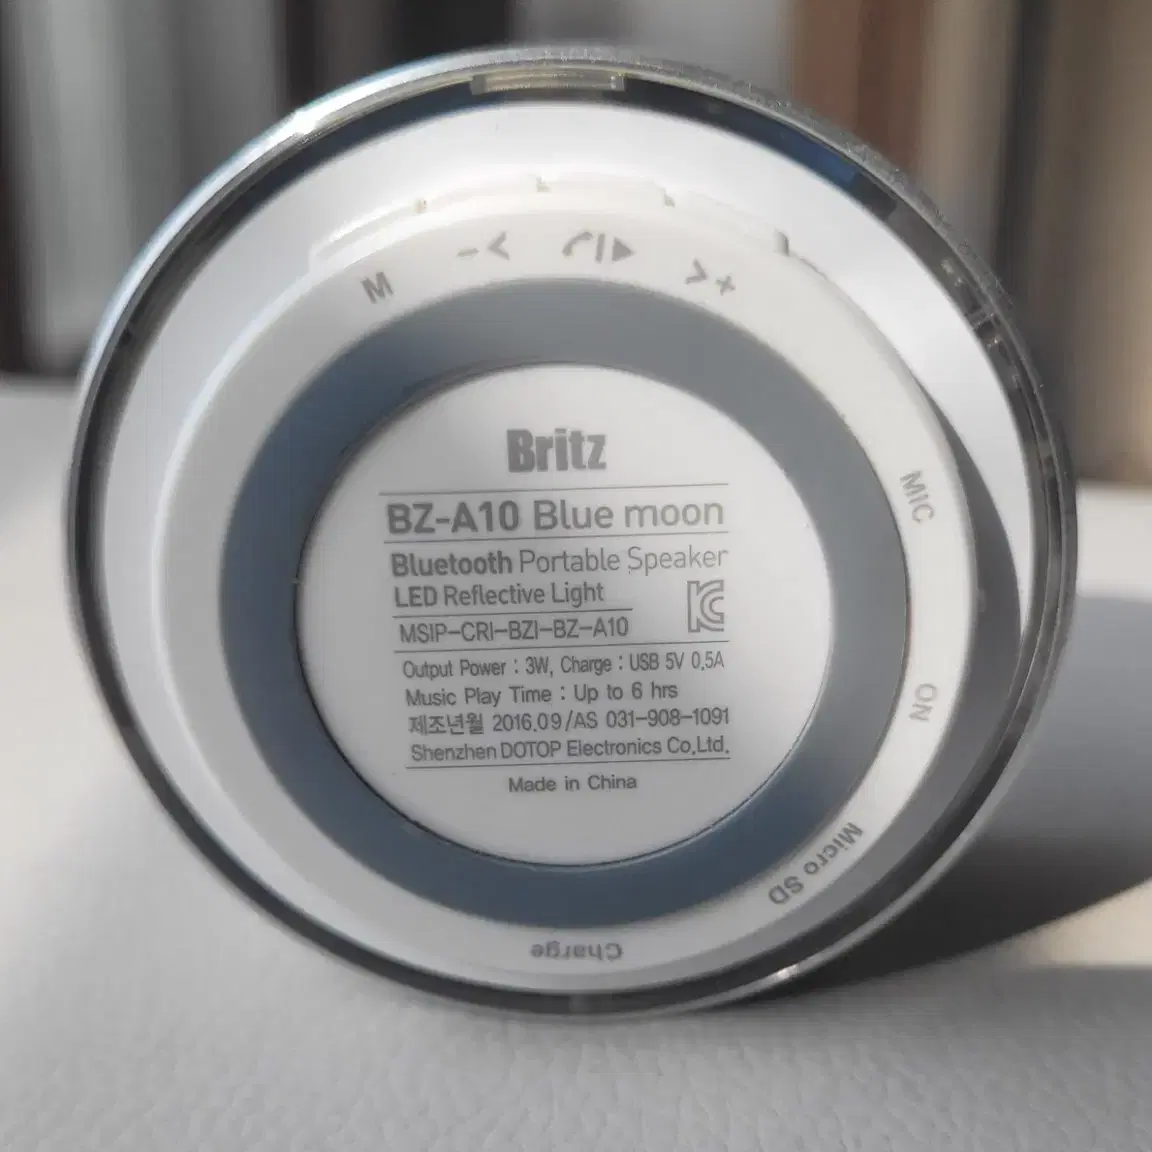 M
−
+
MIC
ON
Micro SD
Charge
Britz
BZ-A10 Blue moon
Bluetooth Portable Speaker
LED Reflective Light
MSIP-CRI-BZI-BZ-A10
Output Power : 3W, Charge : USB 5V 0.5A
Music Play Time : Up to 6 hrs
제조년월 2016.09/AS 031-908-1091
Shenzhen DOTOP Electronics Co.,Ltd.
Made in China